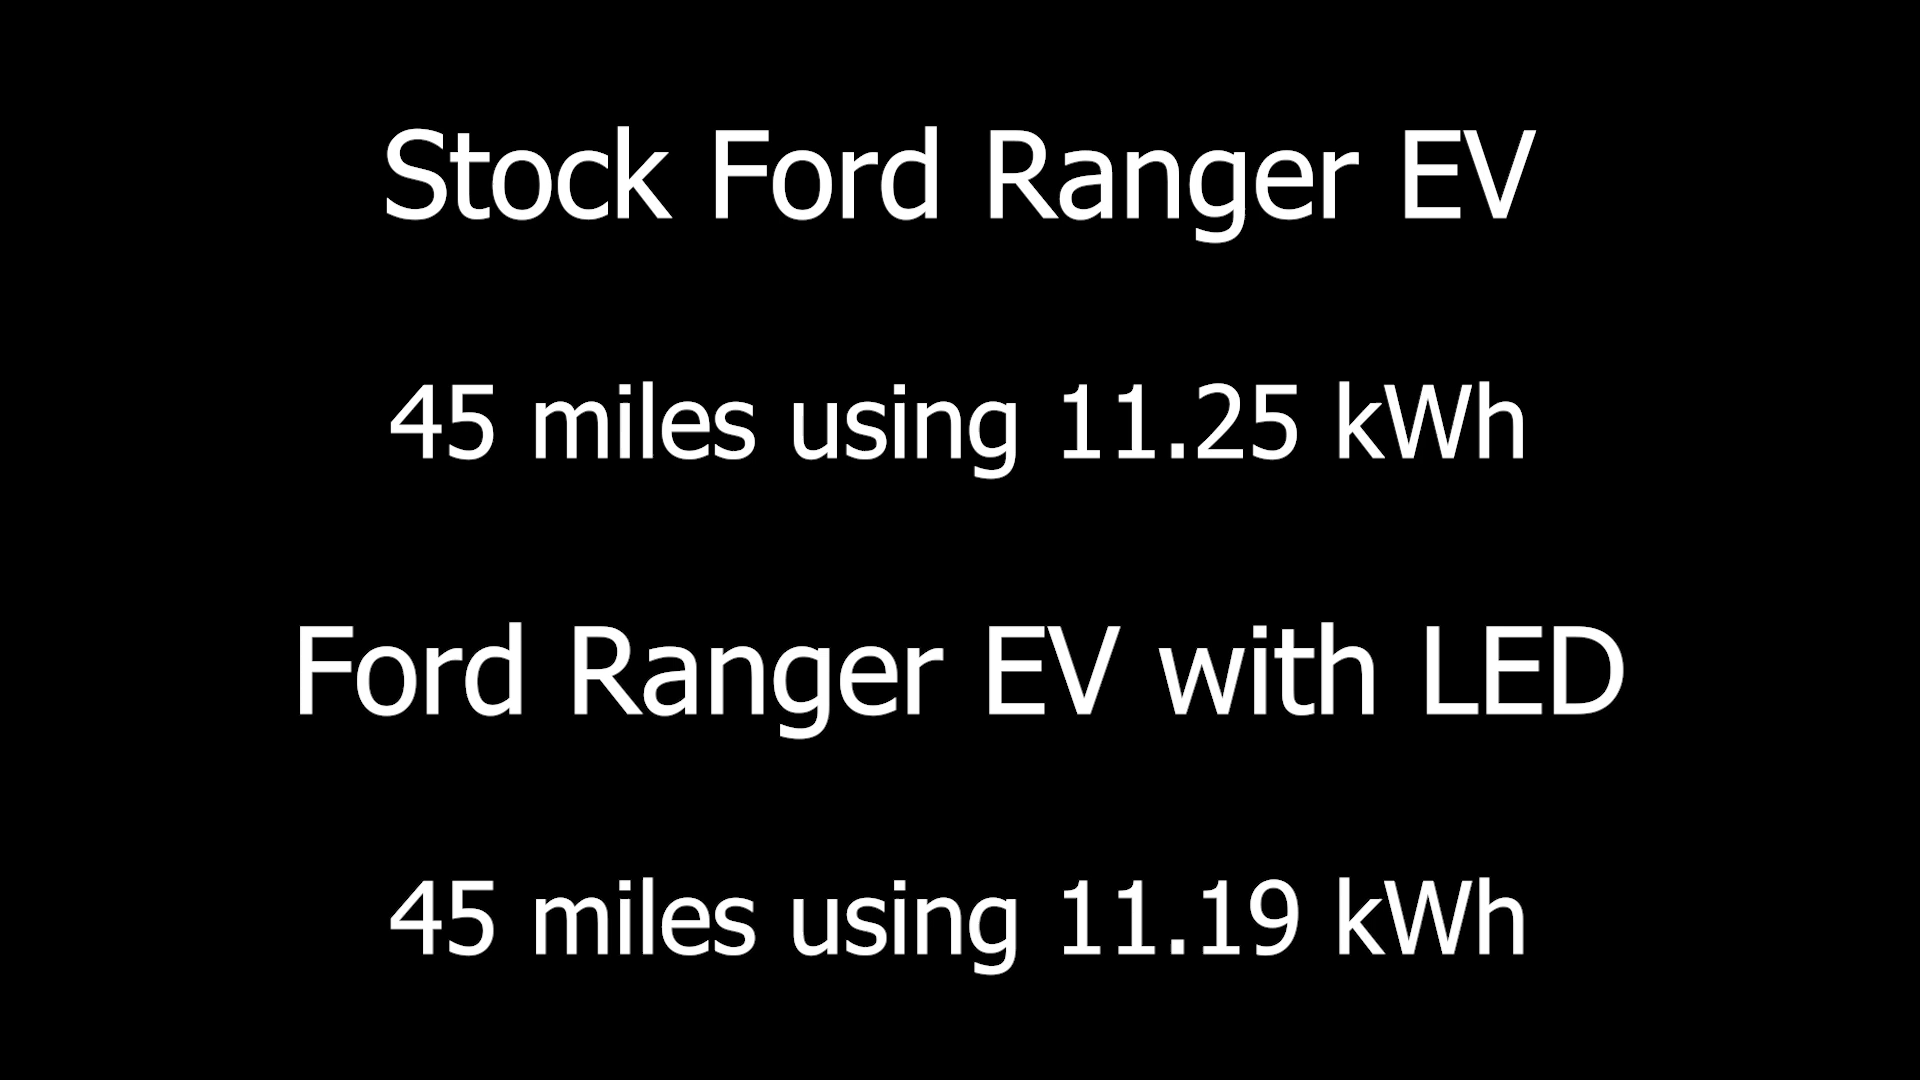 Stock Ford Ranger EV
45 miles using 11.25 kWh
Ford Ranger EV with LED
45 miles using 11.19 kWh